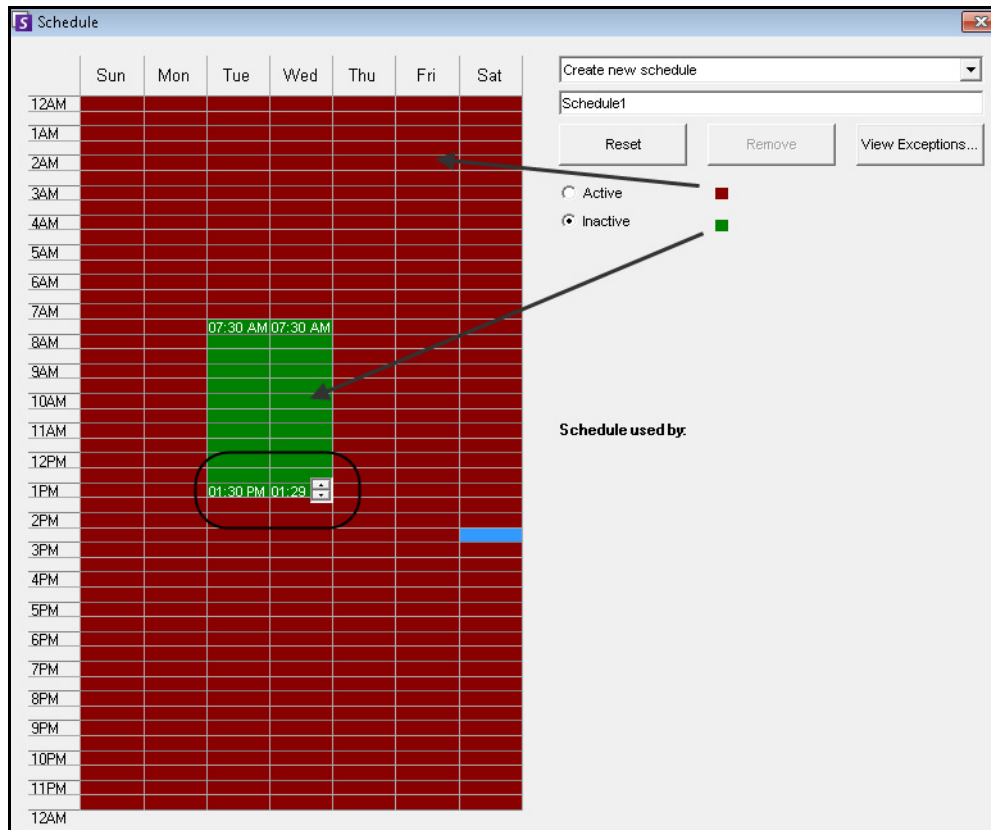 Schedule
Sun Mon Tue Wed Thu Fri Sat
12AM
1AM
2AM
3AM
4AM
5AM
6AM
7AM
07:30 AM 07:30 AM
8AM
9AM
10AM
11AM
12PM
1PM
01:30 PM 01:29
2PM
3PM
4PM
5PM
6PM
7PM
8PM
9PM
10PM
11PM
12AM
Create new schedule
Schedule1
Reset Remove View Exceptions...
Active
Inactive
Schedule used by: